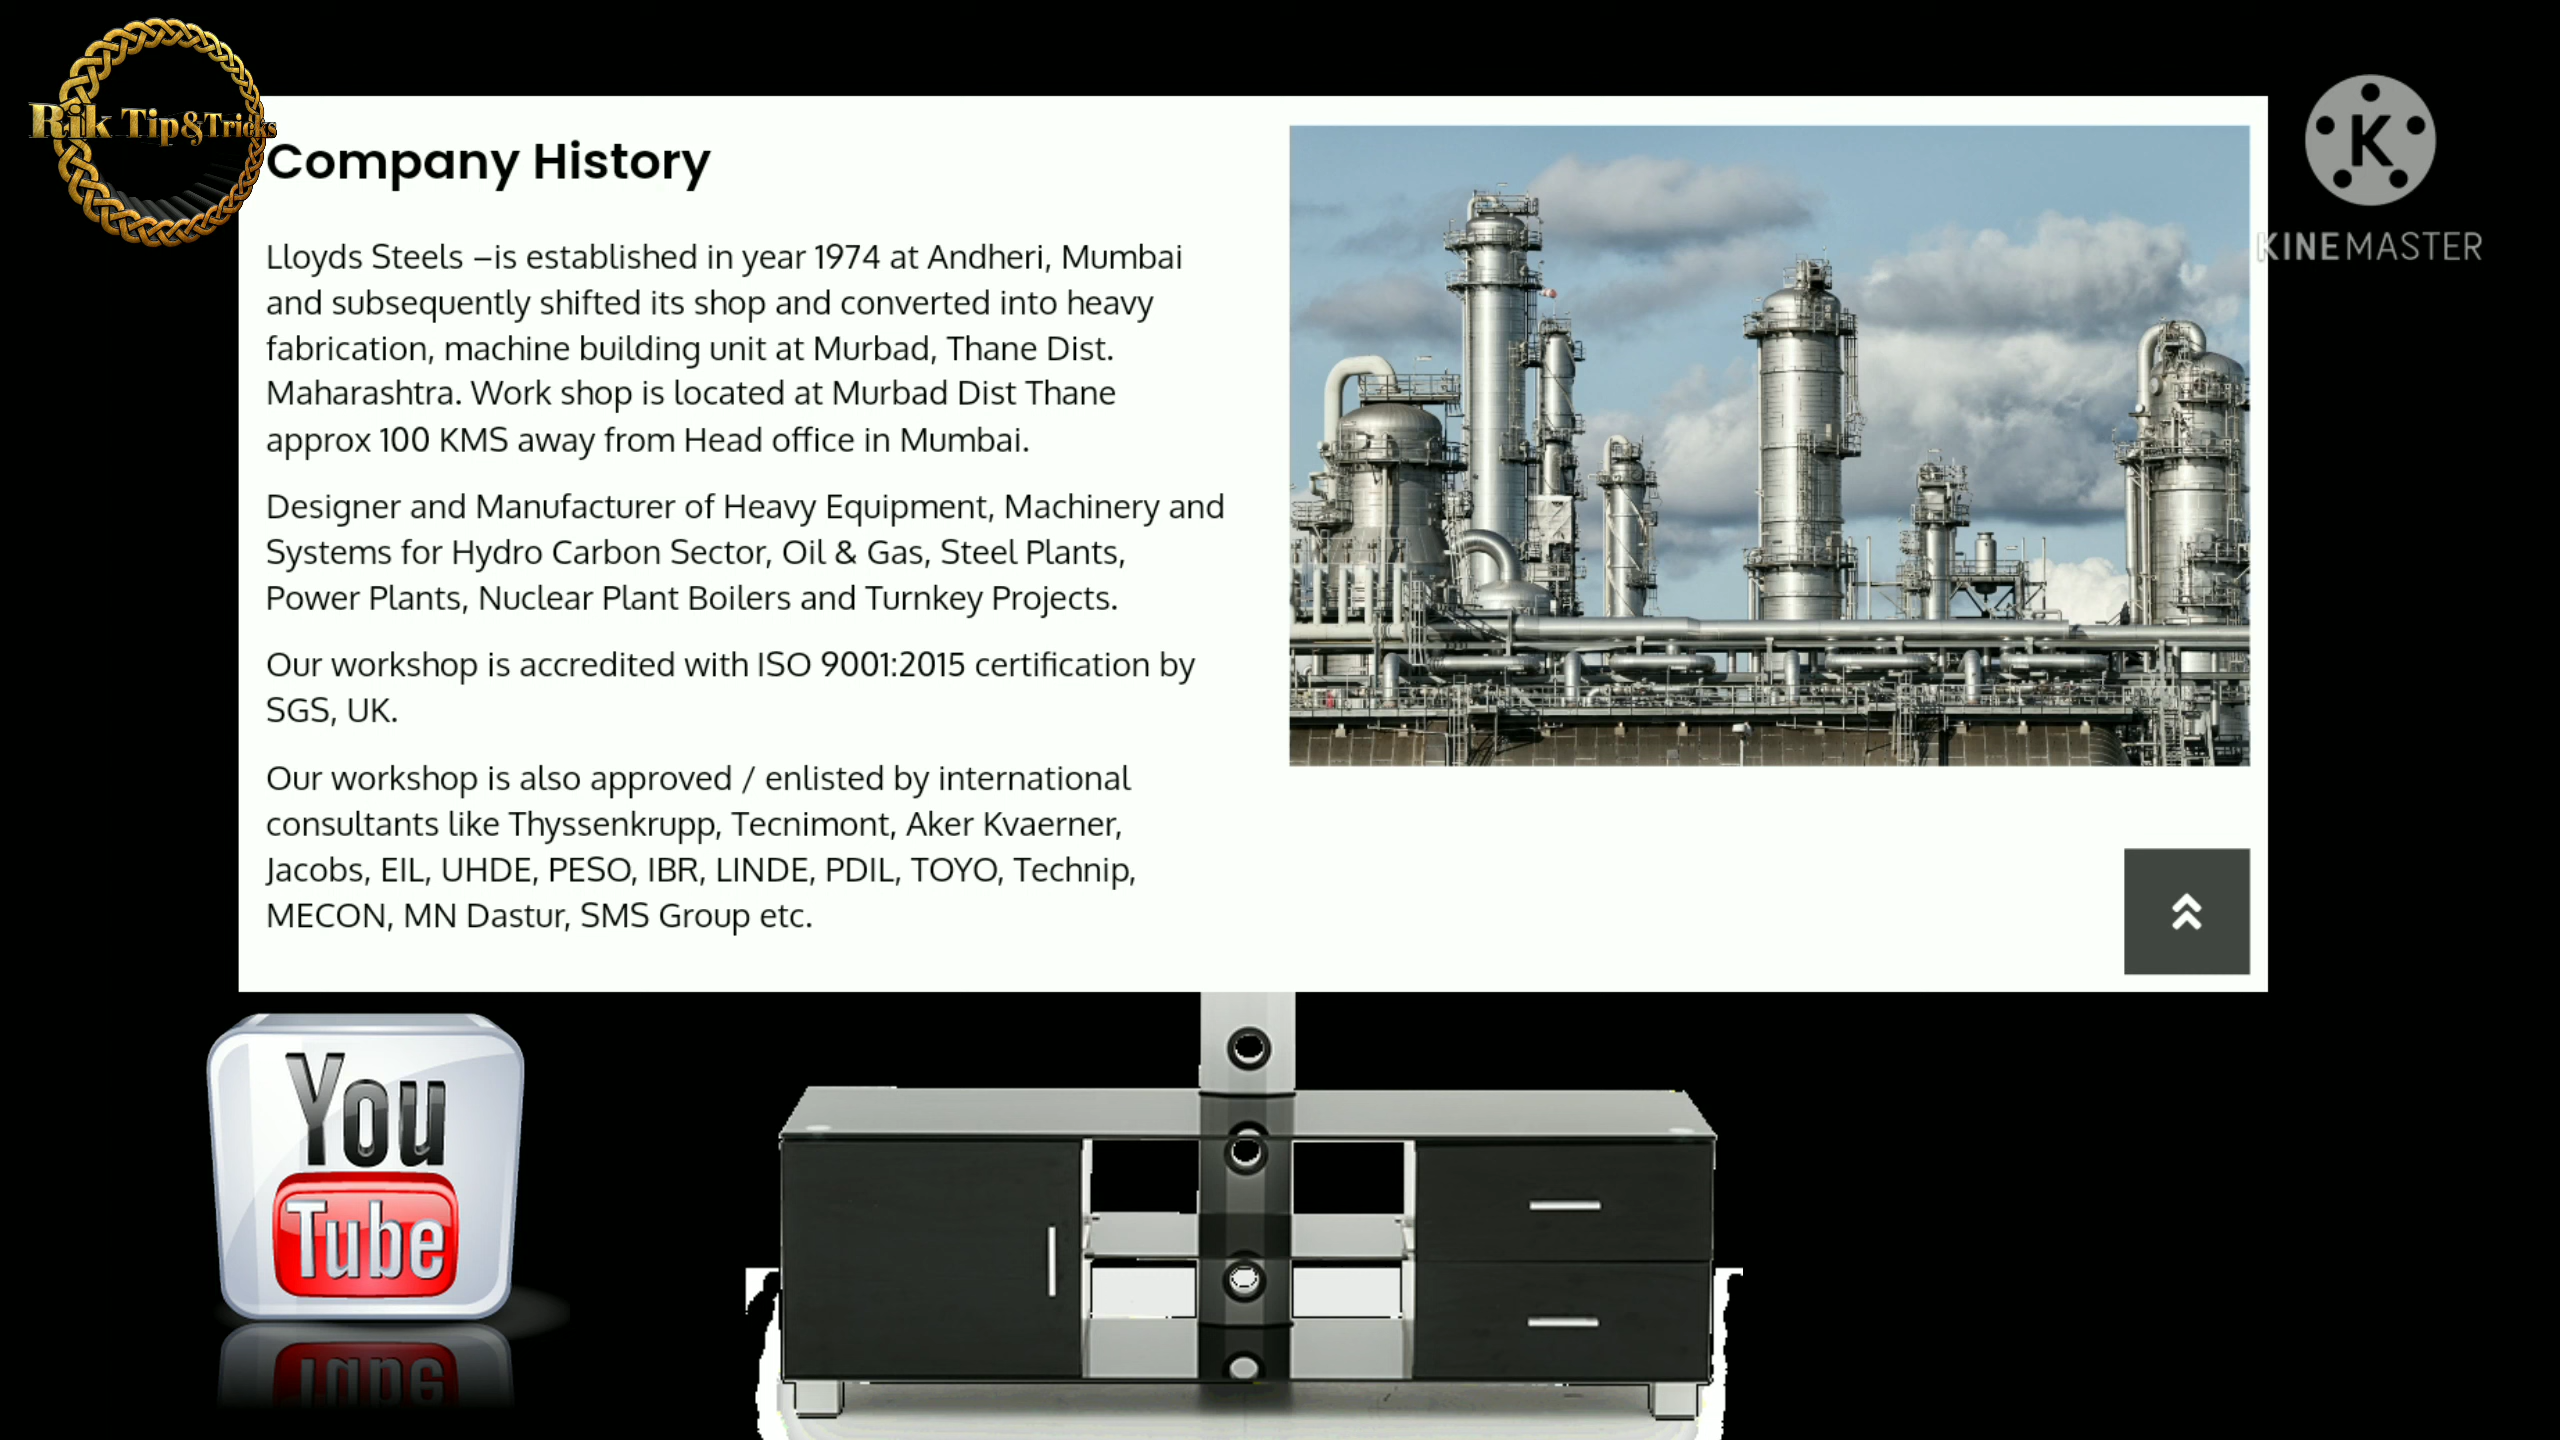 Rik Tip&Tricks
K
KINEMASTER
Company History
Lloyds Steels –is established in year 1974 at Andheri, Mumbai
and subsequently shifted its shop and converted into heavy
fabrication, machine building unit at Murbad, Thane Dist.
Maharashtra. Work shop is located at Murbad Dist Thane
approx 100 KMS away from Head office in Mumbai.
Designer and Manufacturer of Heavy Equipment, Machinery and
Systems for Hydro Carbon Sector, Oil & Gas, Steel Plants,
Power Plants, Nuclear Plant Boilers and Turnkey Projects.
Our workshop is accredited with ISO 9001:2015 certification by
SGS, UK.
Our workshop is also approved / enlisted by international
consultants like Thyssenkrupp, Tecnimont, Aker Kvaerner,
Jacobs, EIL, UHDE, PESO, IBR, LINDE, PDIL, TOYO, Technip,
MECON, MN Dastur, SMS Group etc.
You
Tube